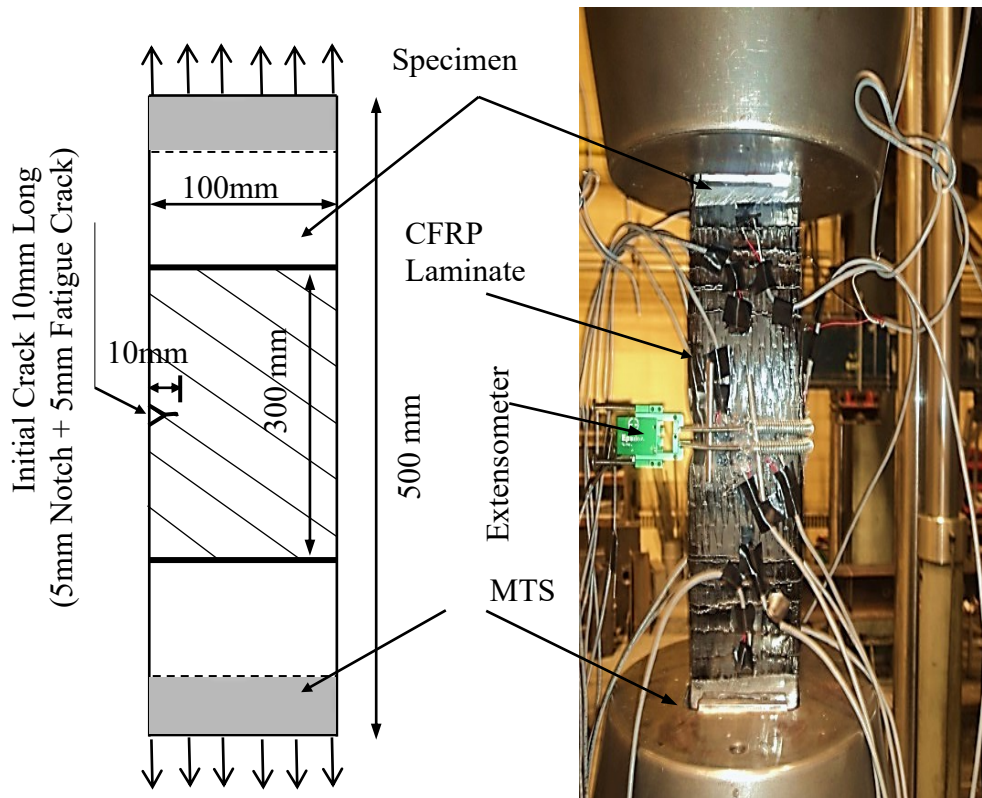 Initial Crack 10mm Long
(5mm Notch + 5mm Fatigue Crack)
Specimen
100mm
CFRP
Laminate
10mm
300 mm
500 mm
Extensometer
MTS